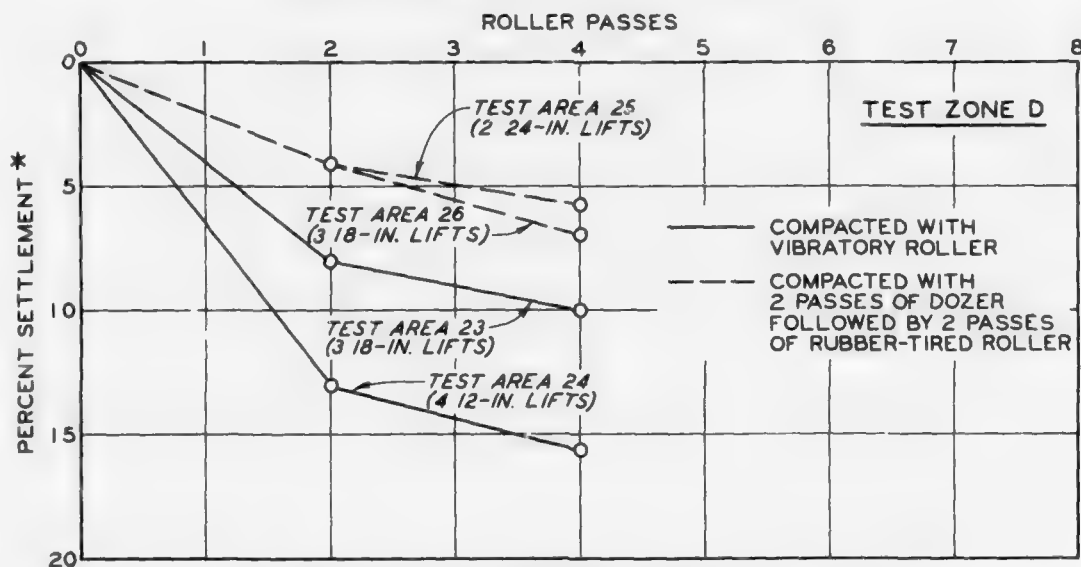 ROLLER PASSES
0 1 2 3 4 5 6 7 8
0
5
10
15
20
PERCENT SETTLEMENT *
TEST ZONE D
TEST AREA 25
(2 24-IN. LIFTS)
TEST AREA 26
(3 18-IN. LIFTS)
TEST AREA 23
(3 18-IN. LIFTS)
TEST AREA 24
(4 12-IN. LIFTS)
COMPACTED WITH
VIBRATORY ROLLER
COMPACTED WITH
2 PASSES OF DOZER
FOLLOWED BY 2 PASSES
OF RUBBER-TIRED ROLLER